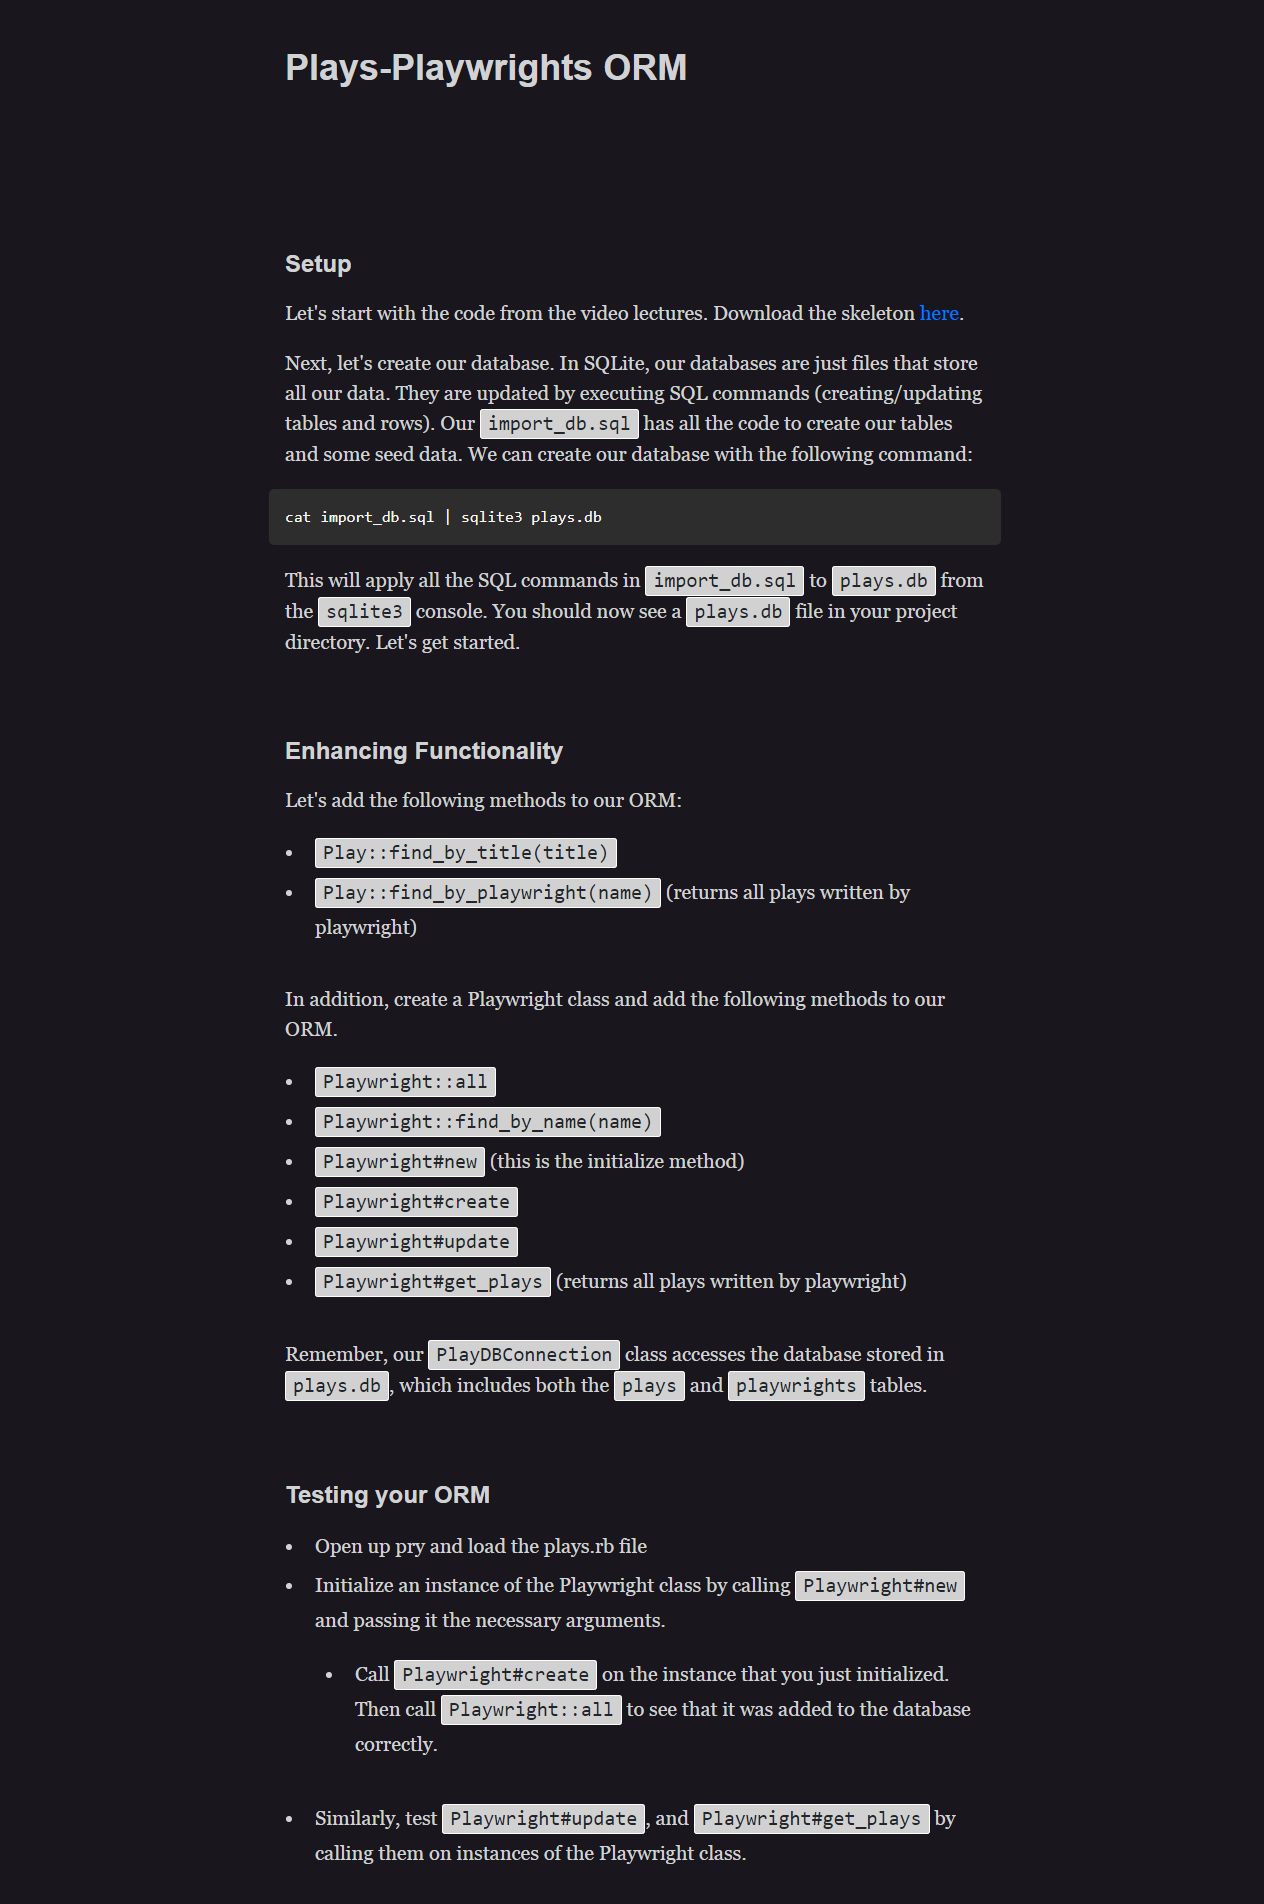 Plays-Playwrights ORM
Setup
Let's start with the code from the video lectures. Download the skeleton here.
Next, let's create our database. In SQLite, our databases are just files that store
all our data. They are updated by executing SQL commands (creating/updating
tables and rows). Our import_db.sql has all the code to create our tables
and some seed data. We can create our database with the following command:
cat import_db.sql | sqlite3 plays.db
This will apply all the SQL commands in import_db.sql to plays.db from
the sqlite3 console. You should now see a plays.db file in your project
directory. Let's get started.
Enhancing Functionality
Let's add the following methods to our ORM:
• Play::find_by_title(title)
• Play::find_by_playwright(name) (returns all plays written by
playwright)
In addition, create a Playwright class and add the following methods to our
ORM.
• Playwright::all
• Playwright::find_by_name(name)
• Playwright#new (this is the initialize method)
• Playwright#create
• Playwright#update
• Playwright#get_plays (returns all plays written by playwright)
Remember, our PlayDBConnection class accesses the database stored in
plays.db, which includes both the plays and playwrights tables.
Testing your ORM
• Open up pry and load the plays.rb file
• Initialize an instance of the Playwright class by calling Playwright#new
and passing it the necessary arguments.
• Call Playwright#create on the instance that you just initialized.
Then call Playwright::all to see that it was added to the database
correctly.
• Similarly, test Playwright#update, and Playwright#get_plays by
calling them on instances of the Playwright class.